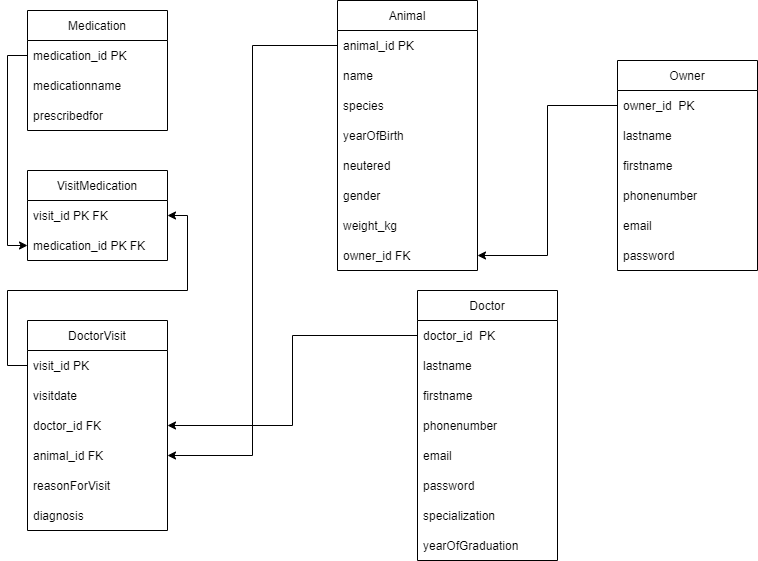 Medication
medication_id PK
medicationname
prescribedfor
VisitMedication
visit_id PK FK
medication_id PK FK
DoctorVisit
visit_id PK
visitdate
doctor_id FK
animal_id FK
reasonForVisit
diagnosis
Animal
animal_id PK
name
species
yearOfBirth
neutered
gender
weight_kg
owner_id FK
Doctor
doctor_id  PK
lastname
firstname
phonenumber
email
password
specialization
yearOfGraduation
Owner
owner_id  PK
lastname
firstname
phonenumber
email
password